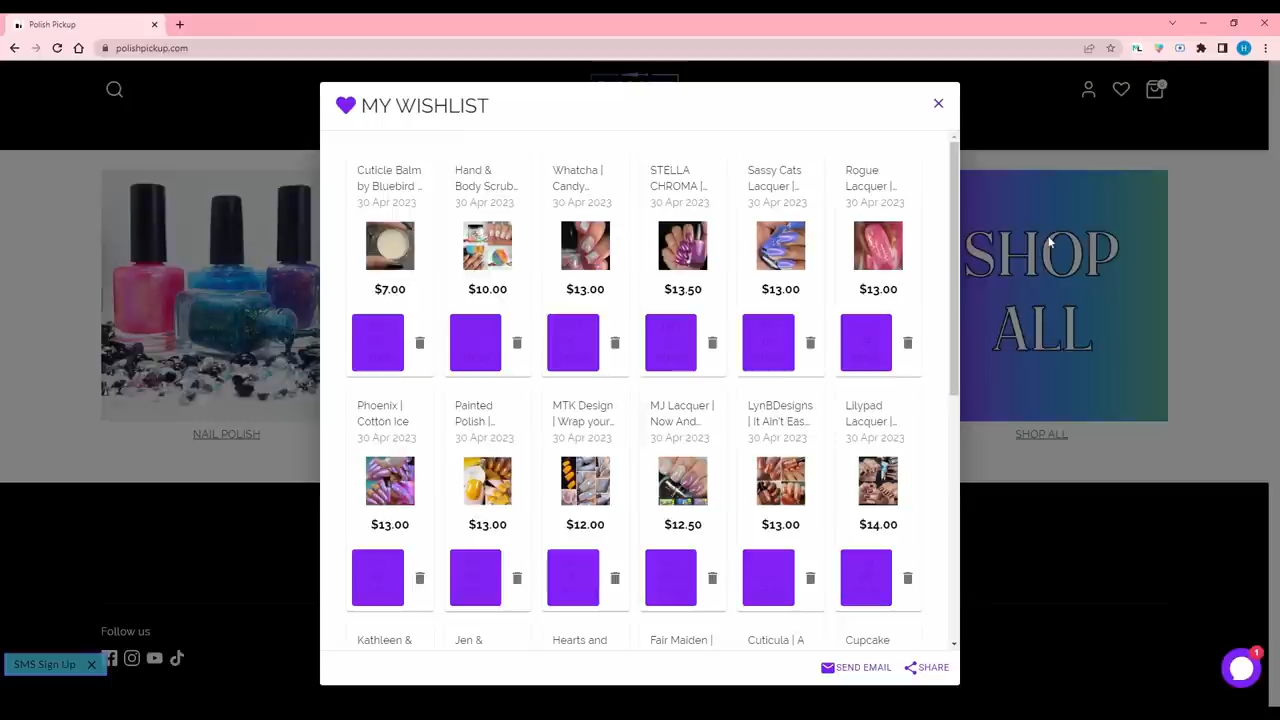 Polish Pickup
polishpickup.com
MY WISHLIST
Cuticle Balm
by Bluebird ..
30 Apr 2023
$7.00
Hand &
Body Scrub..
30 Apr 2023
$10.00
Whatcha |
Candy...
30 Apr 2023
$13.00
STELLA
CHROMA |..
30 Apr 2023
$13.50
Sassy Cats
Lacquer |..
30 Apr 2023
$13.00
Rogue
Lacquer |..
30 Apr 2023
$13.00
Phoenix |
Cotton Ice
30 Apr 2023
$13.00
Painted
Polish |..
30 Apr 2023
$13.00
MTK Design
| Wrap your..
30 Apr 2023
$12.00
MJ Lacquer |
Now And...
30 Apr 2023
$12.50
LynBDesigns
| It Ain't Eas..
30 Apr 2023
$13.00
Lilypad
Lacquer |..
30 Apr 2023
$14.00
Kathleen &
Jen &
Hearts and
Fair Maiden |
Cuticula | A
Cupcake
SEND EMAIL
SHARE
NAIL POLISH
SHOP
ALL
SHOP ALL
Follow us
SMS Sign Up
1
H